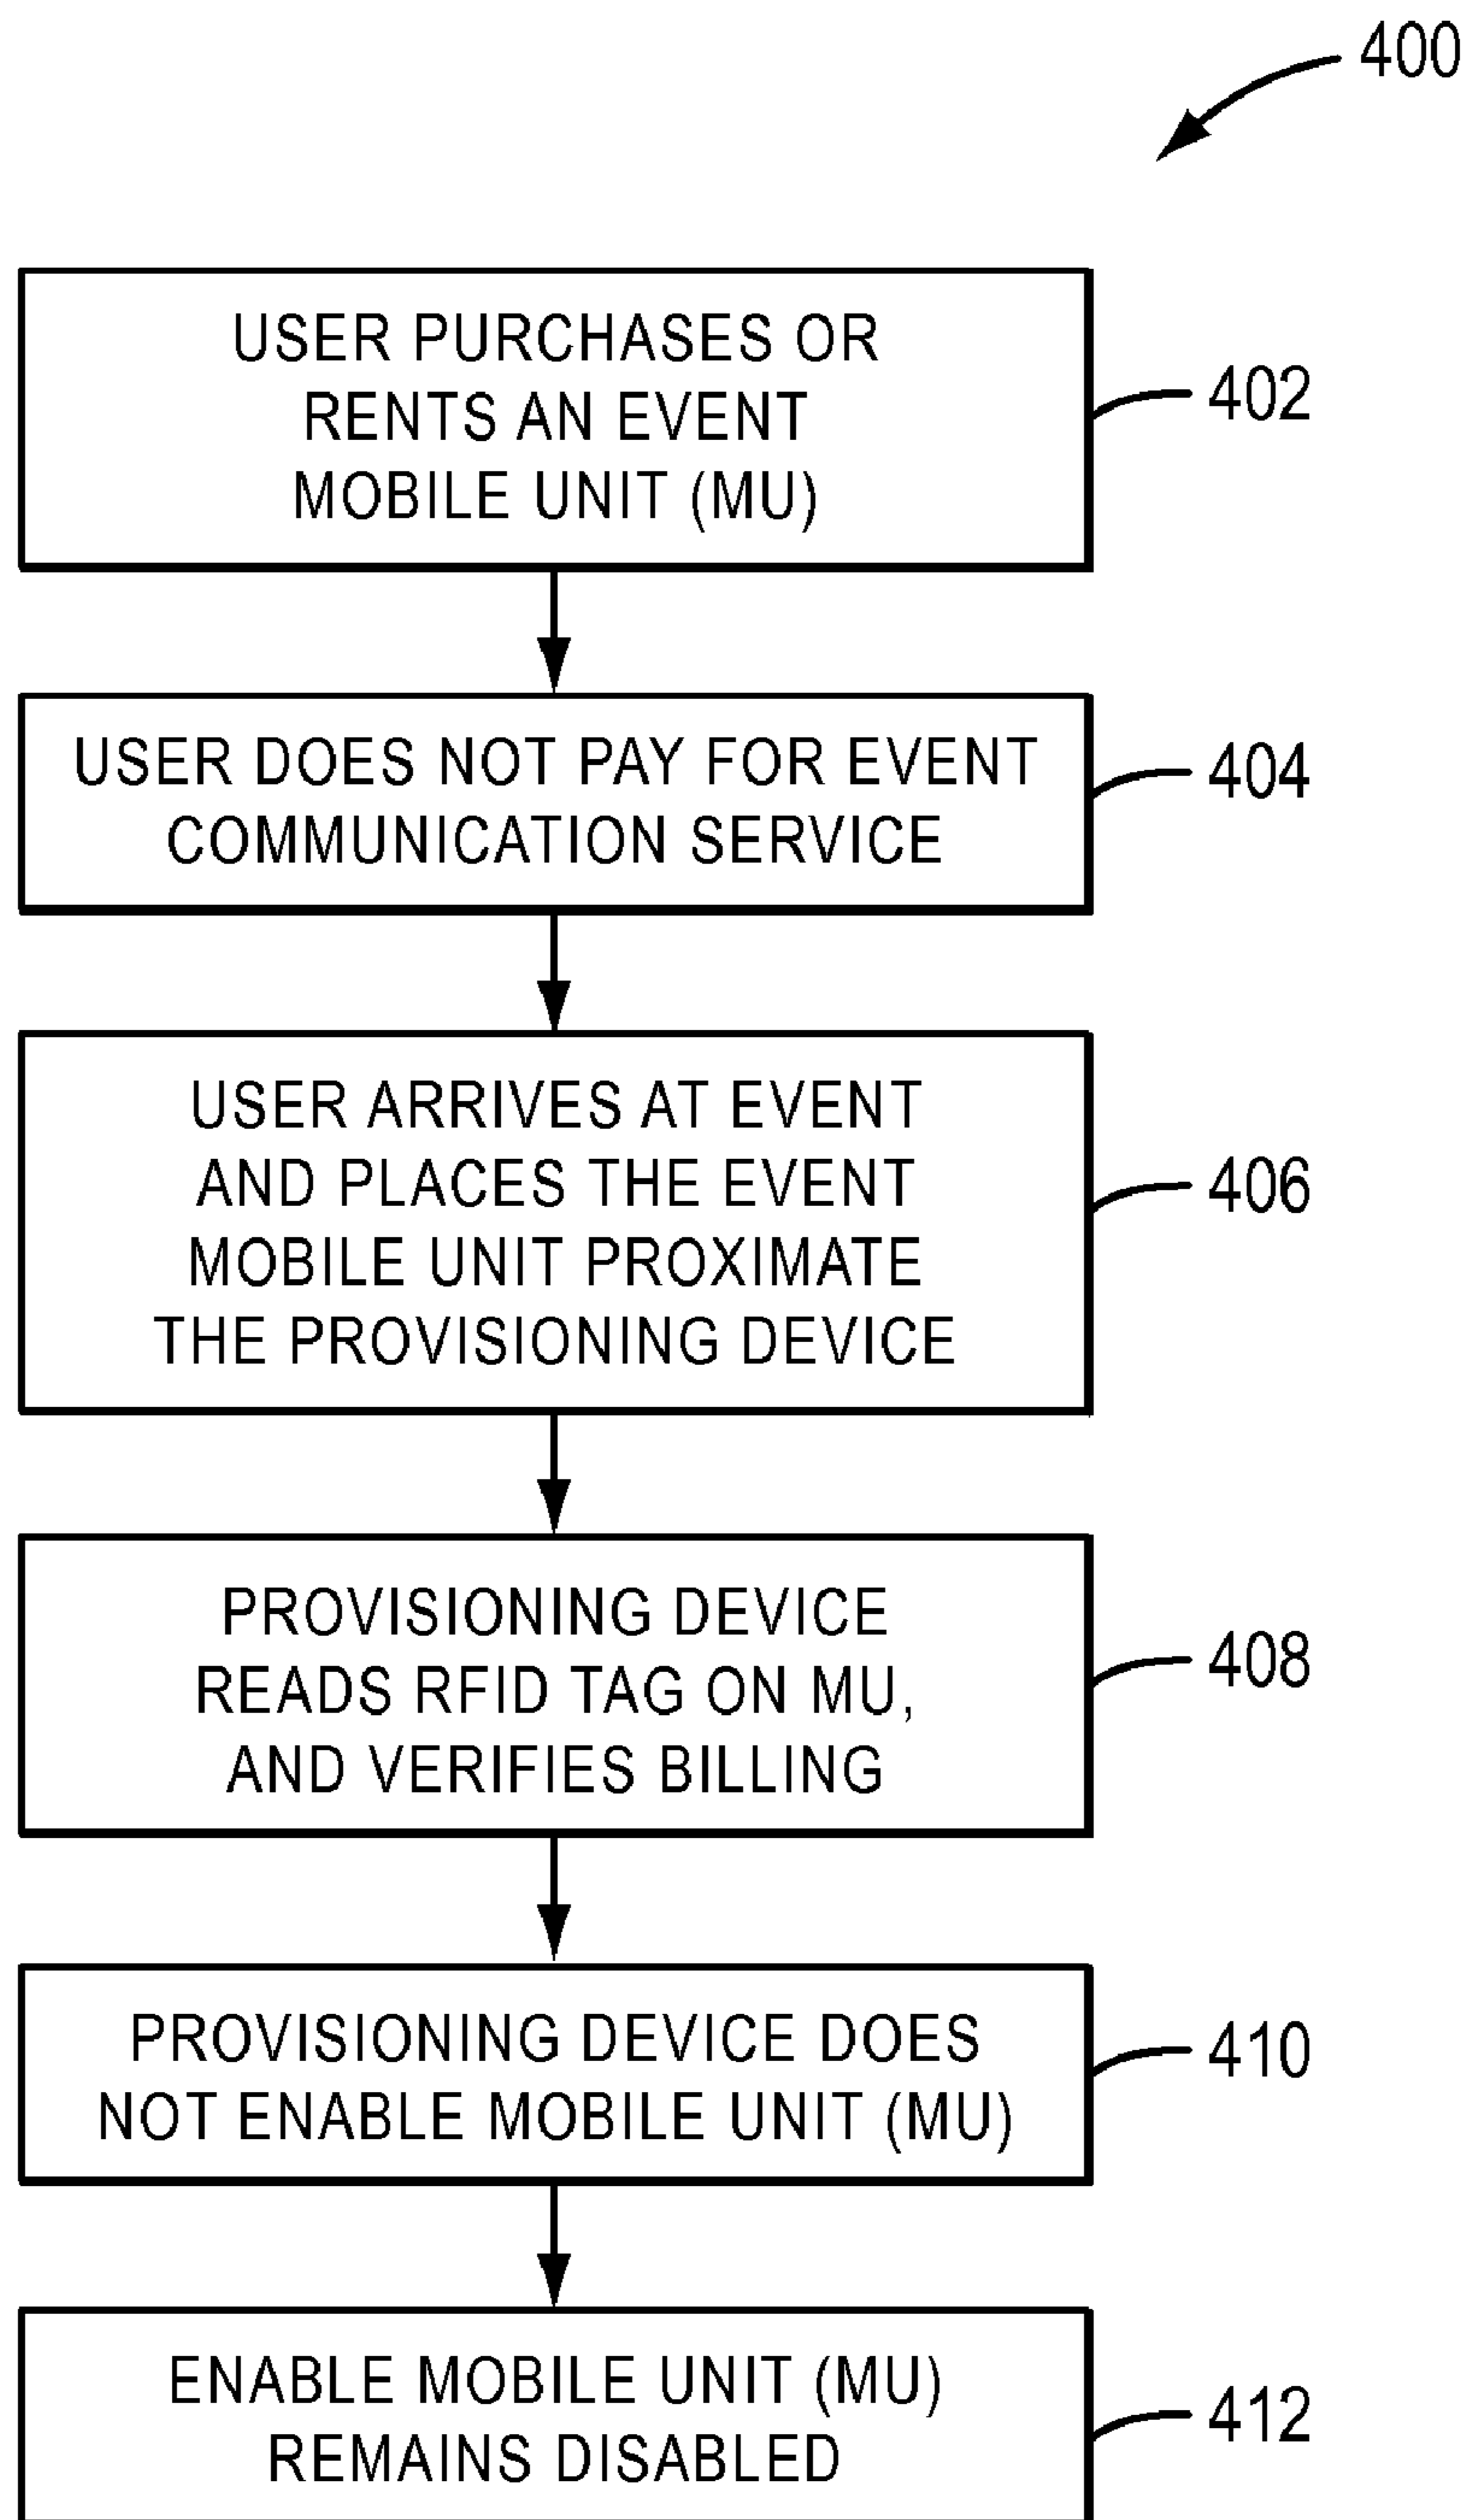 400
USER PURCHASES OR
RENTS AN EVENT
MOBILE UNIT (MU)
402
USER DOES NOT PAY FOR EVENT
COMMUNICATION SERVICE
404
USER ARRIVES AT EVENT
AND PLACES THE EVENT
MOBILE UNIT PROXIMATE
THE PROVISIONING DEVICE
406
PROVISIONING DEVICE
READS RFID TAG ON MU,
AND VERIFIES BILLING
408
PROVISIONING DEVICE DOES
NOT ENABLE MOBILE UNIT (MU)
410
ENABLE MOBILE UNIT (MU)
REMAINS DISABLED
412